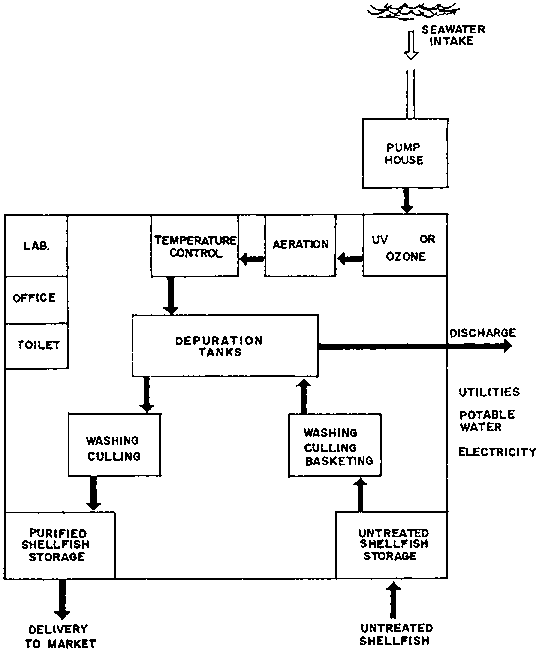 SEAWATER
INTAKE
PUMP
HOUSE
LAB.
TEMPERATURE
CONTROL
AERATION
UV OR
OZONE
OFFICE
TOILET
DEPURATION
TANKS
DISCHARGE
UTILITIES
POTABLE
WATER
ELECTRICITY
WASHING
CULLING
WASHING
CULLING
BASKETING
PURIFIED
SHELLFISH
STORAGE
UNTREATED
SHELLFISH
STORAGE
DELIVERY
TO MARKET
UNTREATED
SHELLFISH